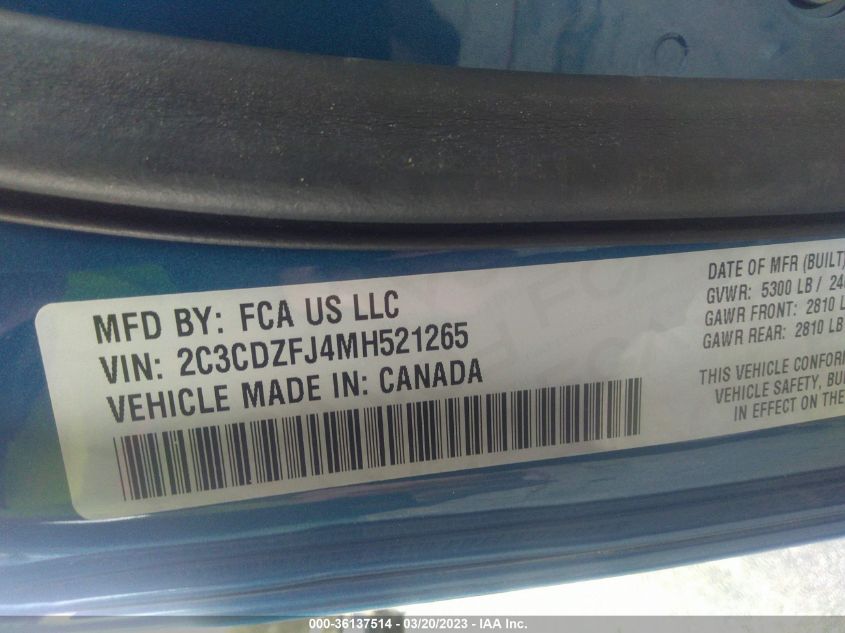 MFD BY: FCA US LLC
VIN: 2C3CDZFJ4MH521265
VEHICLE MADE IN: CANADA
DATE OF MFR (BUILT)
GVWR: 5300 LB / 24
GAWR FRONT: 2810
GAWR REAR: 2810 LB
THIS VEHICLE CONFOR
VEHICLE SAFETY, BU
IN EFFECT ON THE
000-36137514 - 03/20/2023 - IAA Inc.